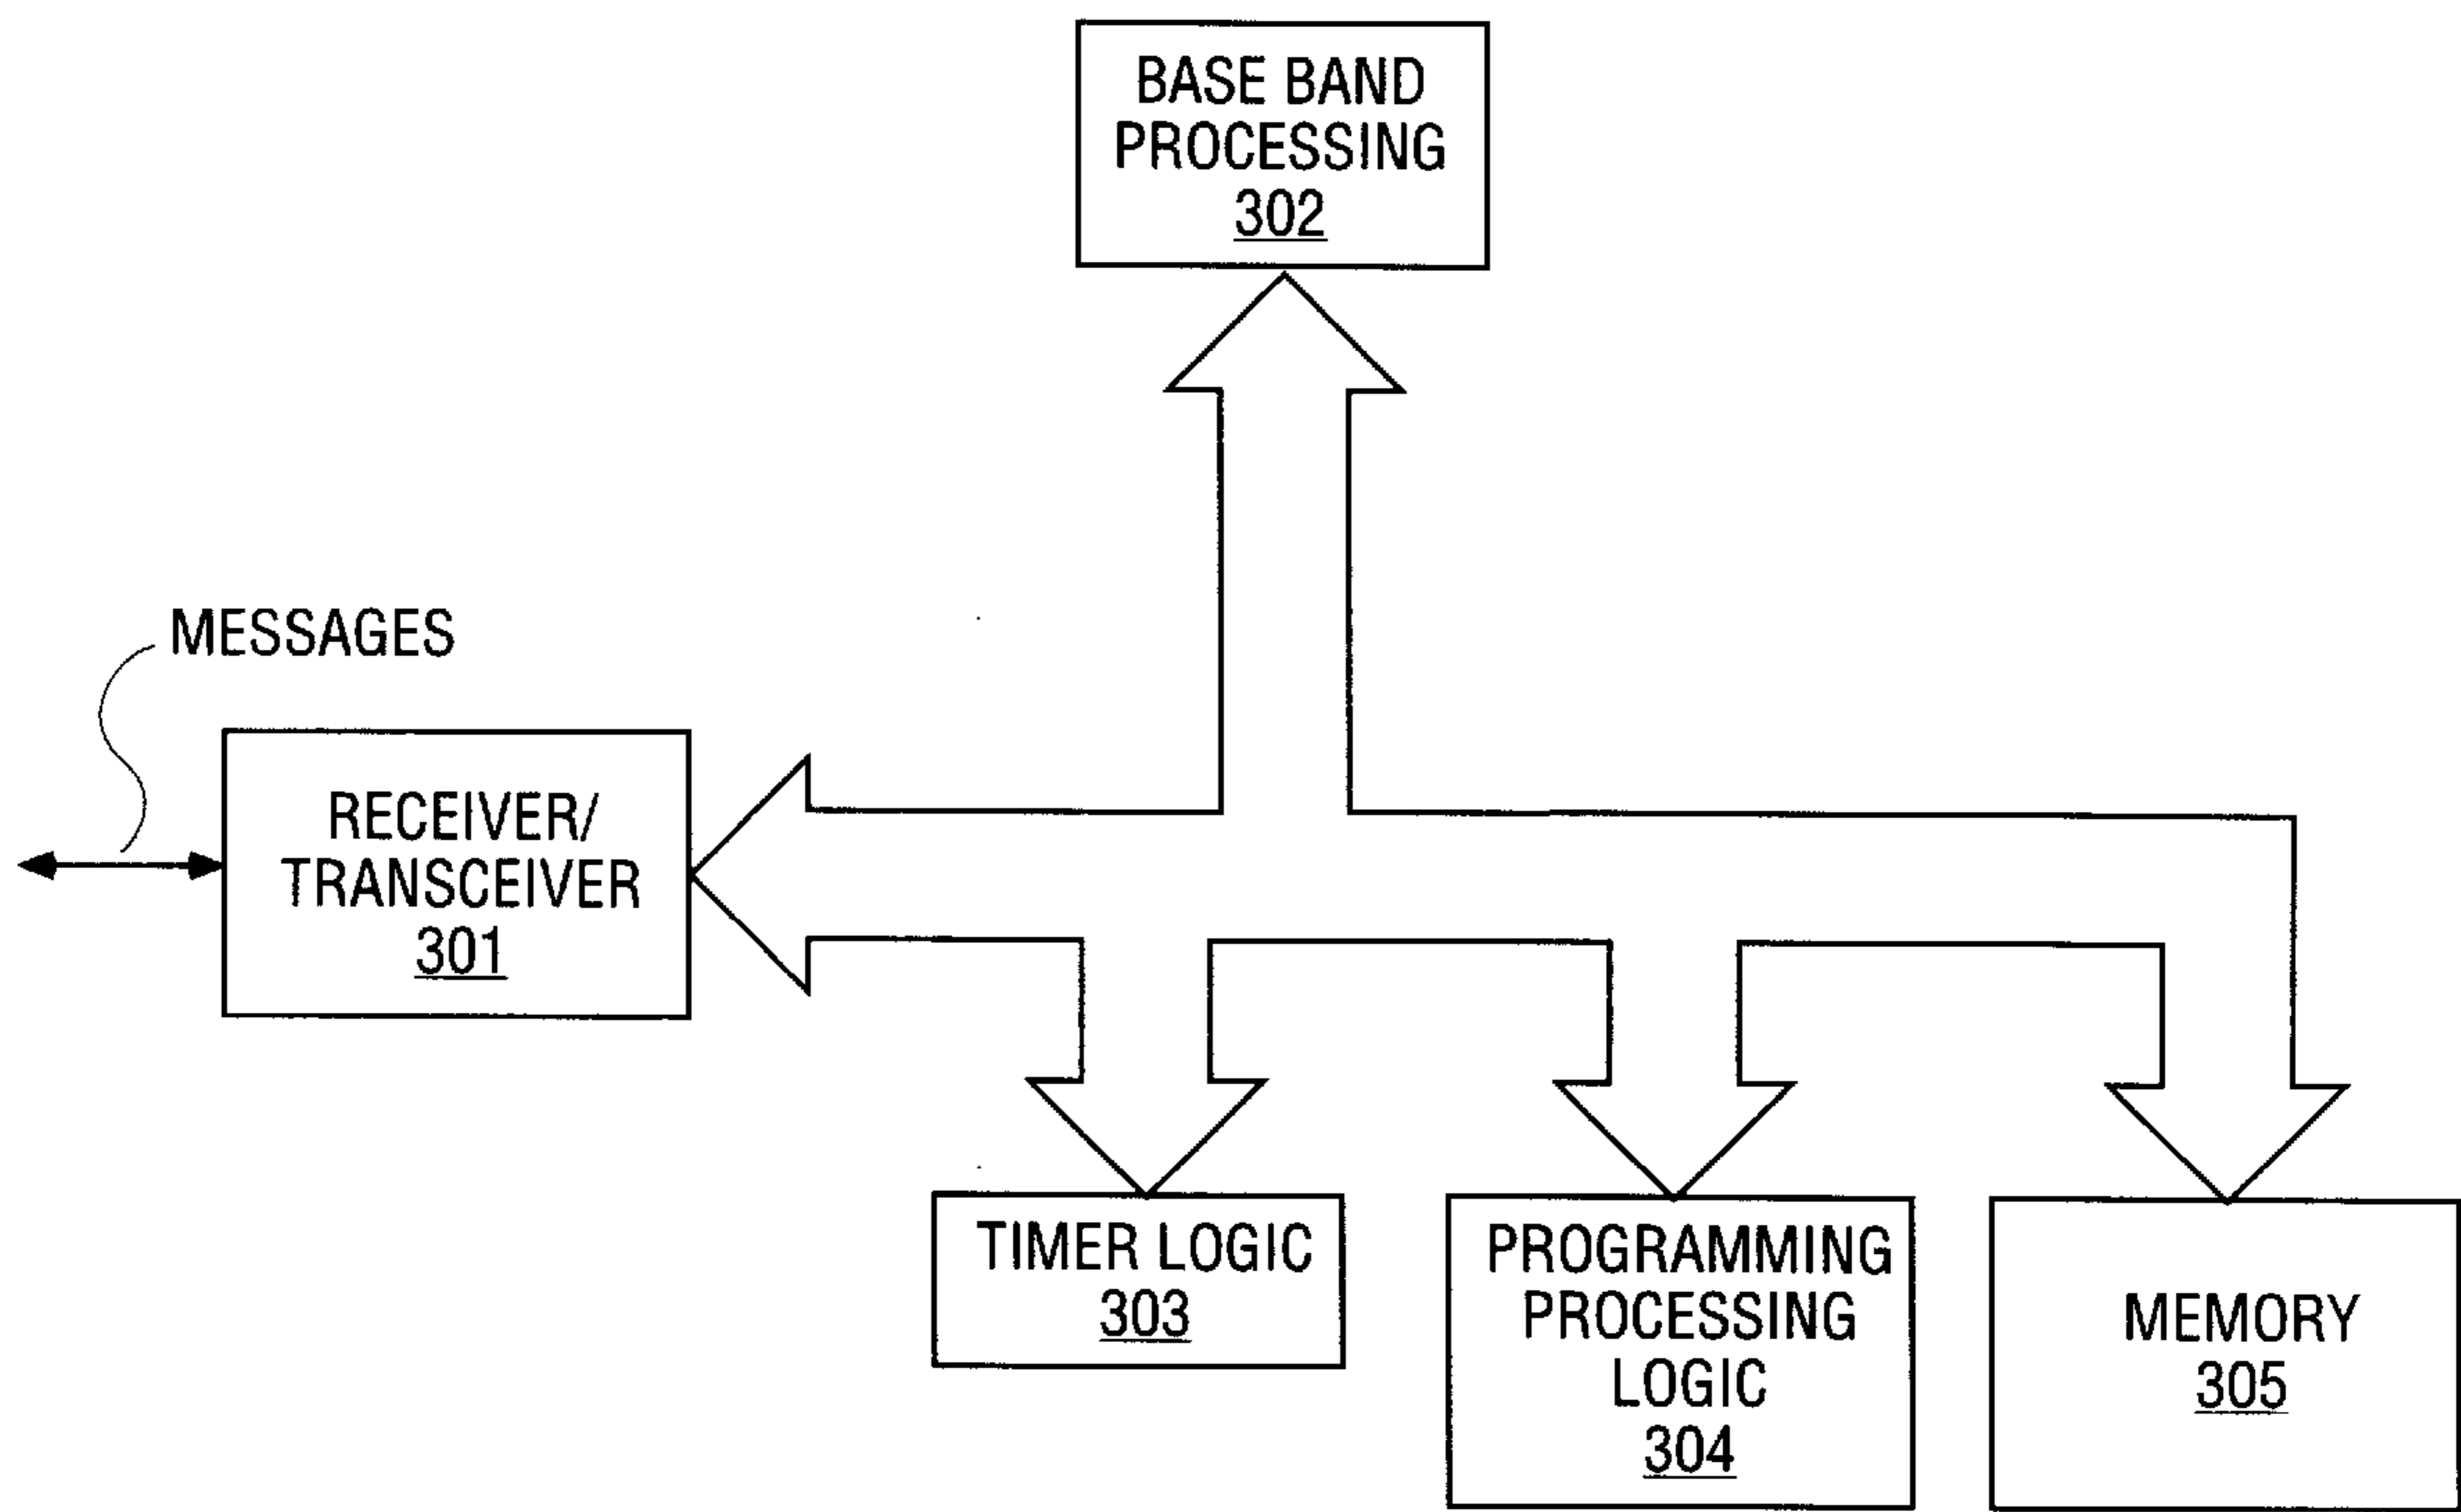 BASE BAND
PROCESSING
302
MESSAGES
RECEIVER/
TRANSCEIVER
301
TIMER LOGIC
303
PROGRAMMING
PROCESSING
LOGIC
304
MEMORY
305